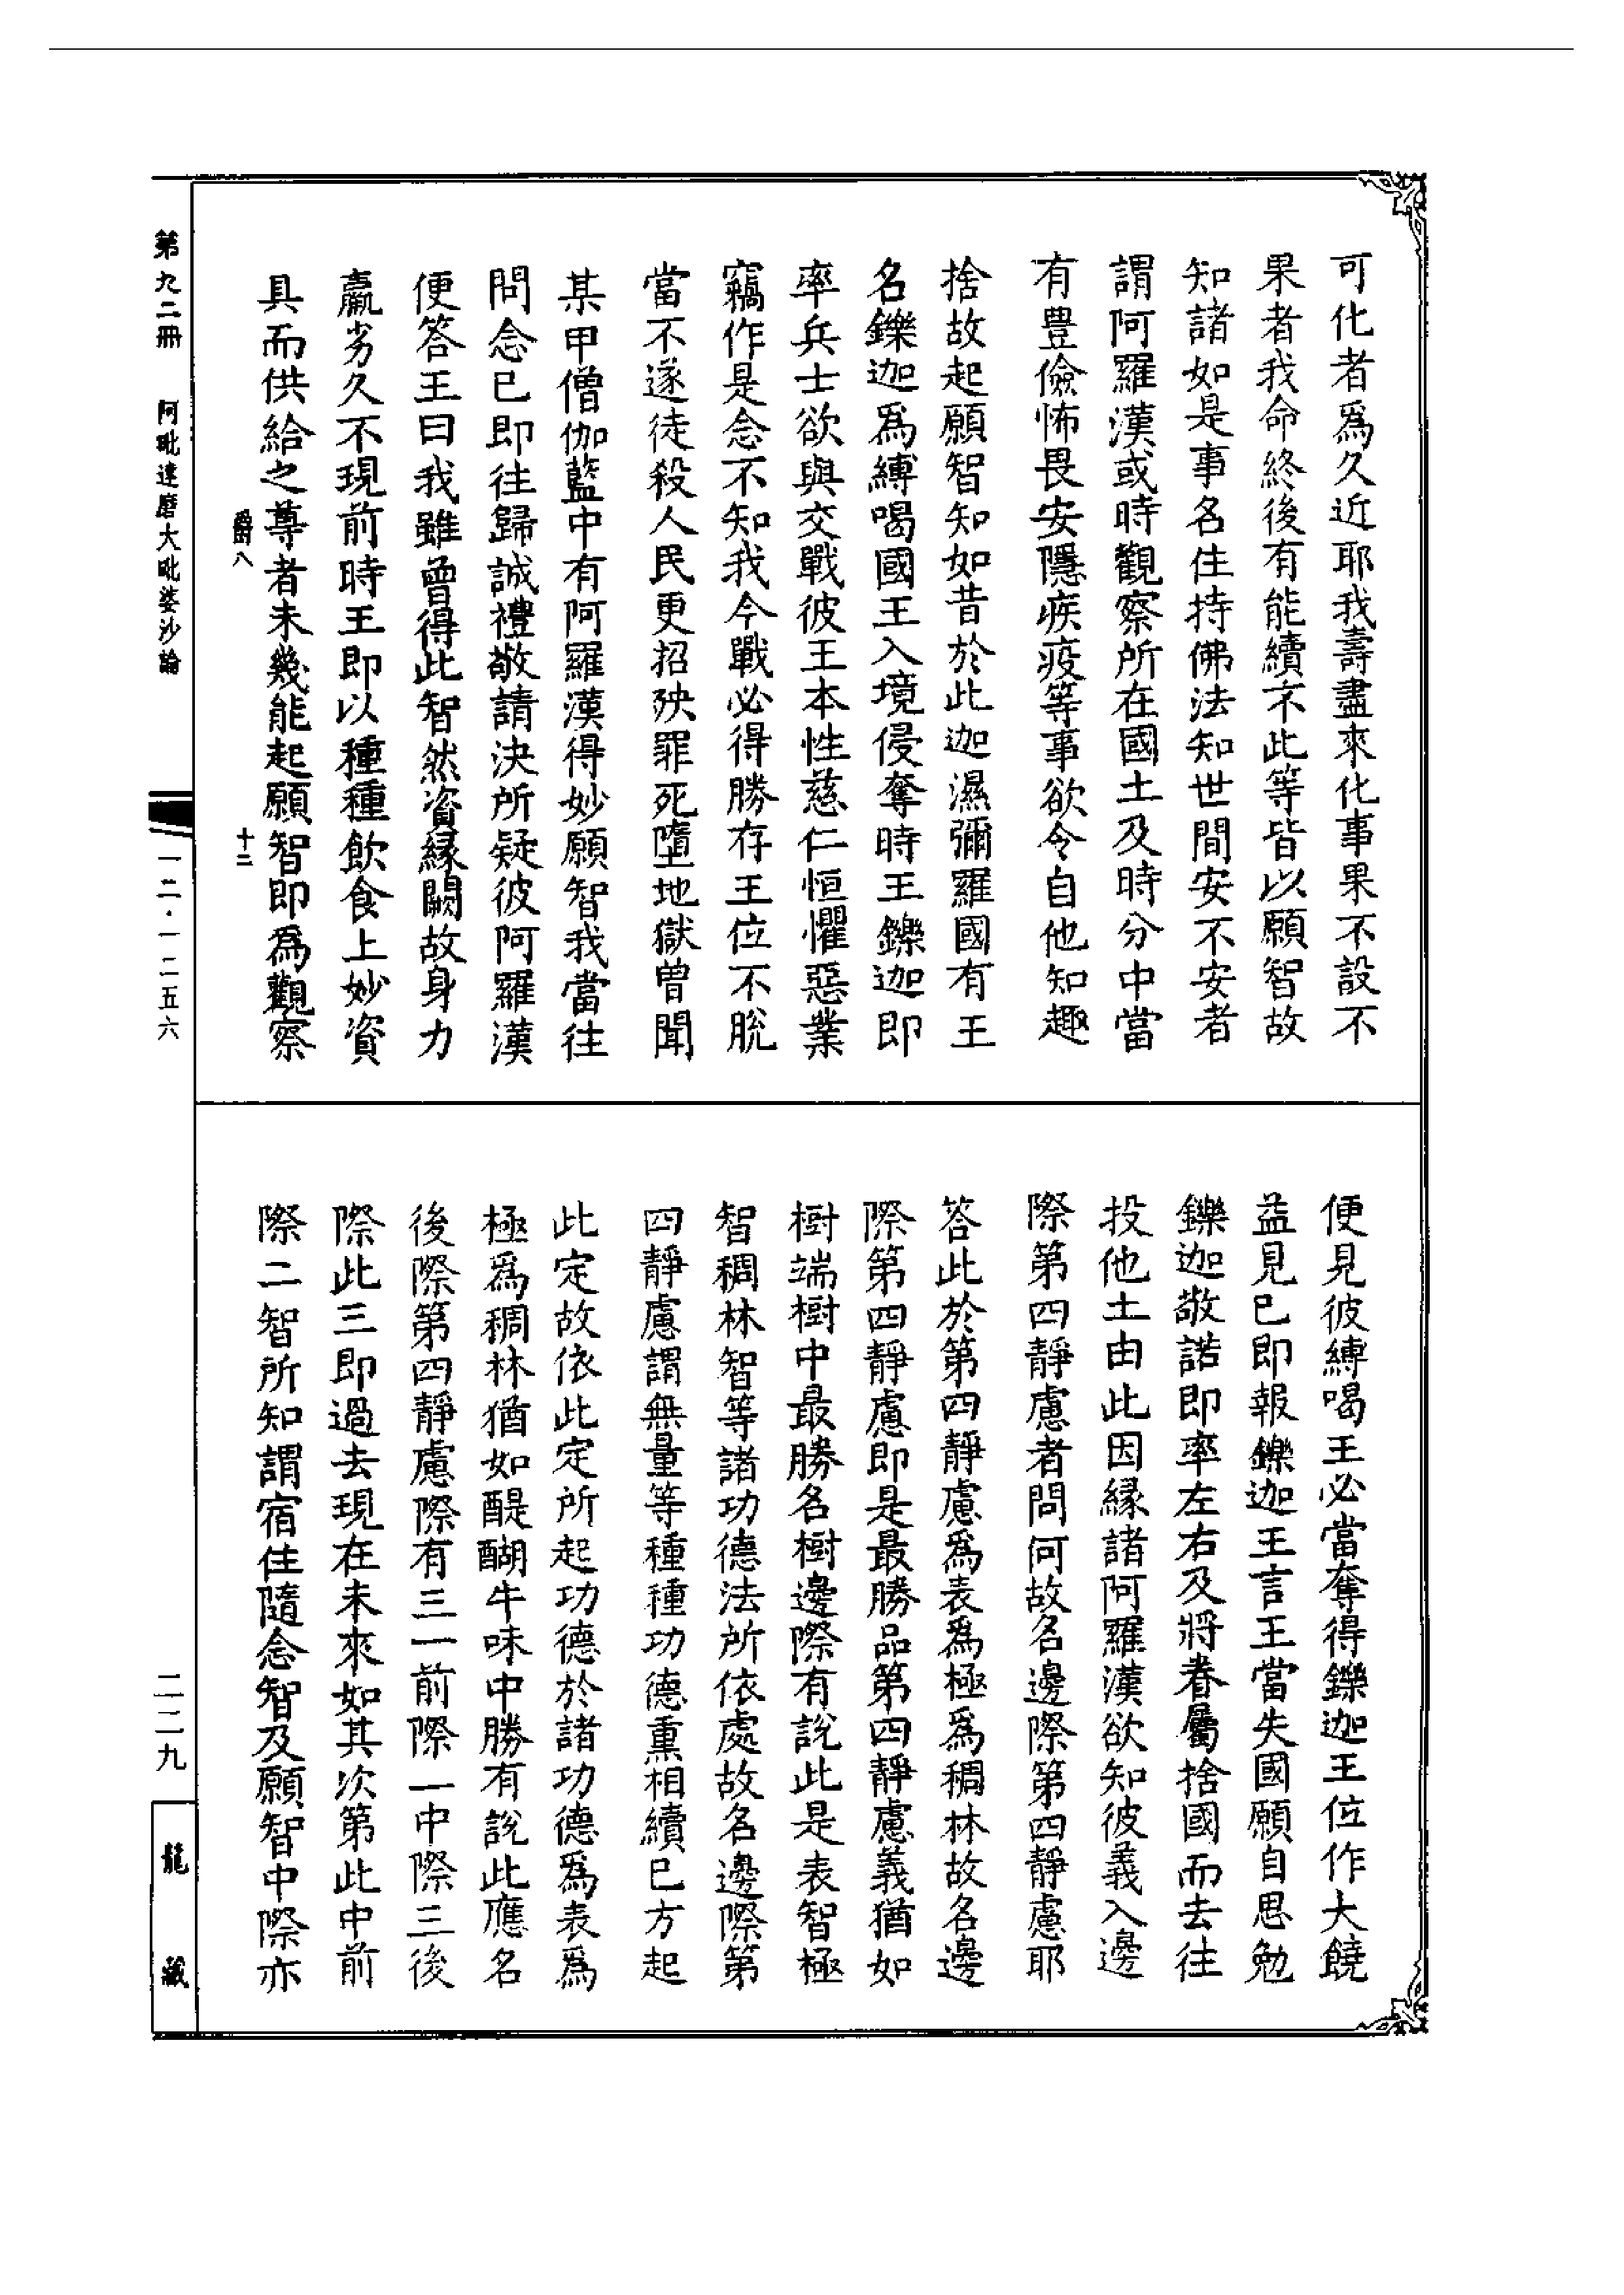 可化者爲久近耶我壽盡來化事果不設不
果者我命終後有能續不此等皆以願智故
知諸如是事名住持佛法知世間安不安者
謂阿羅漢或時觀察所在國土及時分中當
有豊儉怖畏安隱疾疫等事欲令自他知趣
捨故起願智知如昔於此迦濕彌羅國有王
名鑠迦爲縛喝國王入境侵奪時王鑠迦即
率兵士欲與交戰彼王本性慈仁恒懼惡業
竊作是念不知我今戰必得勝存王位不脫
當不遂徒殺人民更招殃罪死墮地獄曽聞
某甲僧伽藍中有阿羅漢得妙願智我當往
問念已即往歸誠禮敬請決所疑彼阿羅漢
便答王曰我雖曾得此智然資緣闕故身力
羸劣久不現前時王即以種種飲食上妙資
具而供給之尊者未幾能起願智即爲觀察
便見彼縛喝王必當奪得鑠迦王位作大饒
益見已即報鑠迦王言王當失國願自思勉
鑠迦敬諾即率左右及將眷屬捨國而去往
投他土由此因緣諸阿羅漢欲知彼義入邊
際第四靜慮者問何故名邊際第四靜慮耶
答此於第四靜慮爲表爲極爲稠林故名邊
際第四靜慮即是最勝品第四靜慮義猶如
樹端樹中最勝名樹邊際有說此是表智極
智稠林智等諸功德法所依處故名邊際第
四靜慮謂無量等種種功德熏相續已方起
此定故依此定所起功德於諸功德爲表爲
極爲稠林猶如醍醐牛味中勝有說此應名
後際第四靜慮際有三一前際一中際三後
際此三即過去現在未來如其次第此中前
際二智所知謂宿住隨念智及願智中際亦
爵八
十二
第九二冊
阿毗達磨大毗婆沙論
一二·一二五六
二二九
龍藏